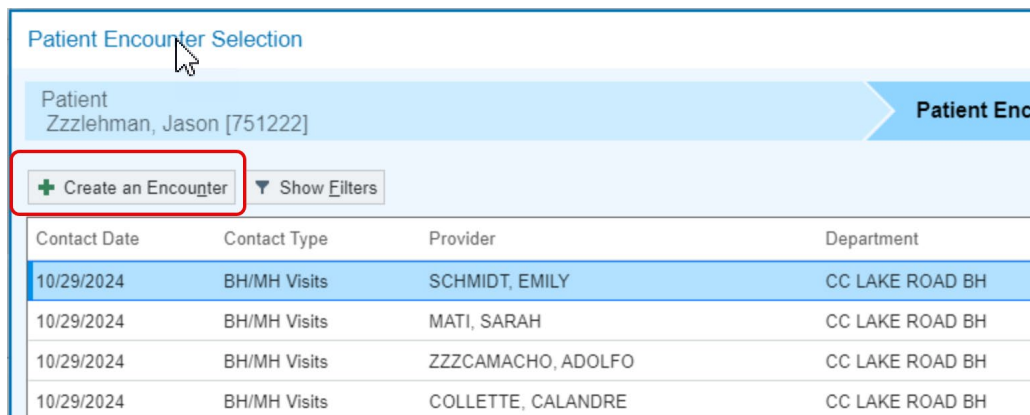 Patient Encounter Selection
Patient
Zzzlehman, Jason [751222]
Patient Enc
Create an Encounter Show Filters
Contact Date Contact Type Provider Department
10/29/2024 BH/MH Visits SCHMIDT, EMILY CC LAKE ROAD BH
10/29/2024 BH/MH Visits MATI, SARAH CC LAKE ROAD BH
10/29/2024 BH/MH Visits ZZZCAMACHO, ADOLFO CC LAKE ROAD BH
10/29/2024 BH/MH Visits COLLETTE, CALANDRE CC LAKE ROAD BH